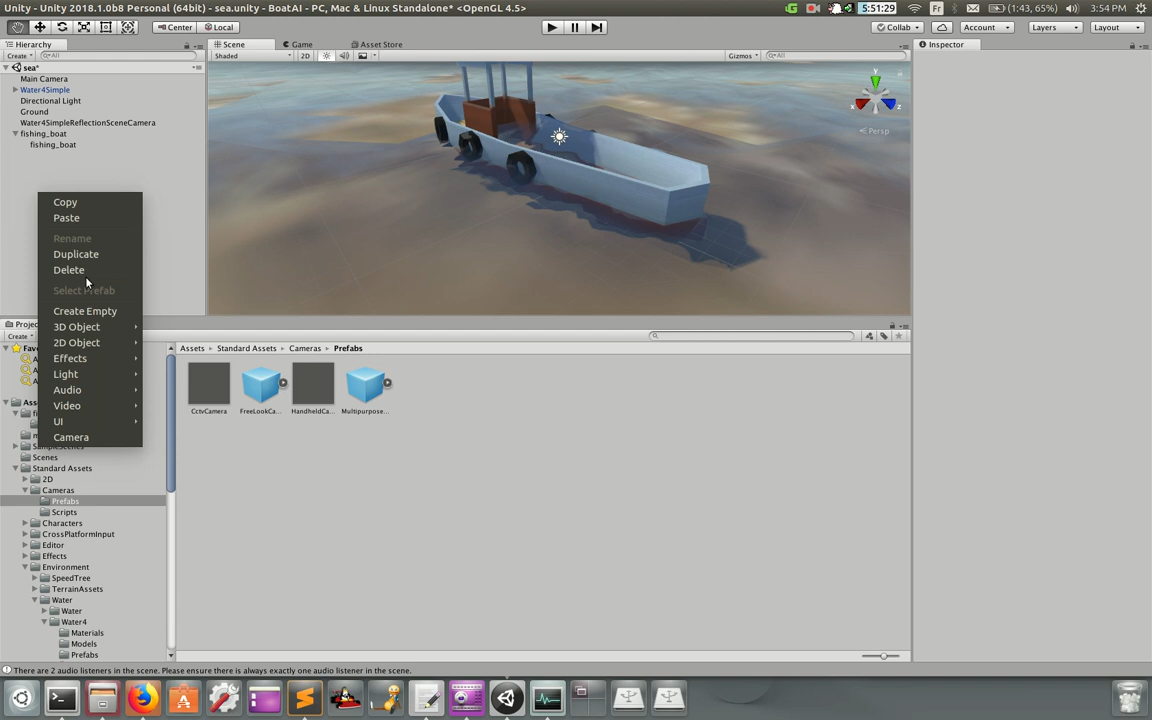 Unity 2018.1.0b8 Personal (64bit) - sea.unity - BoatAI - PC, Mac & Linux Standalone* <OpenGL 4.5>
5:51:29
Fr
(1:43, 65%)
3:54 PM
Center
Local
Collab
Account
Layers
Layout
Hierarchy
Create
All
sea*
Main Camera
Water4Simple
Directional Light
Ground
Water4SimpleReflectionSceneCamera
fishing_boat
fishing_boat
Scene
Game
Asset Store
Shaded
2D
Gizmos
All
y
x
z
Persp
Inspector
Copy
Paste
Rename
Duplicate
Delete
Select Prefab
Create Empty
3D Object
2D Object
Effects
Light
Audio
Video
UI
Camera
Create
Scenes
Standard Assets
2D
Cameras
Prefabs
Scripts
Characters
CrossPlatformInput
Editor
Effects
Environment
SpeedTree
TerrainAssets
Water
Water
Water4
Materials
Models
Prefabs
Assets
Standard Assets
Cameras
Prefabs
CctvCamera
FreeLookCa...
HandheldCa...
Multipurpose...
There are 2 audio listeners in the scene. Please ensure there is always exactly one audio listener in the scene.